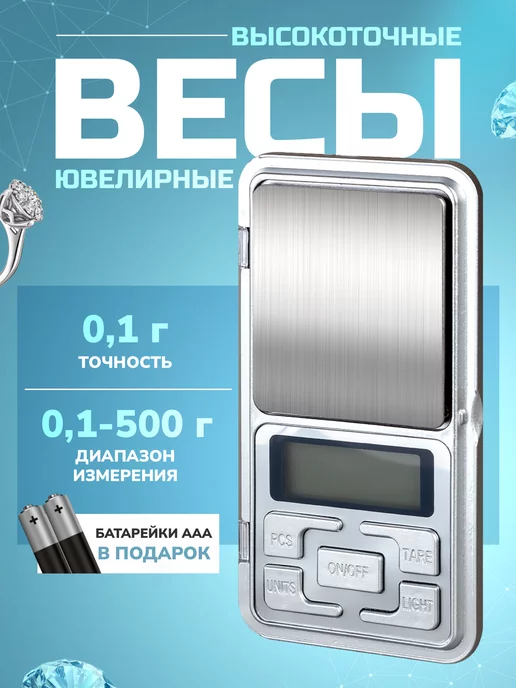 ВЫСОКОТОЧНЫЕ
ВЕСЫ
ЮВЕЛИРНЫЕ
0,1 г
ТОЧНОСТЬ
0,1-500 г
ДИАПАЗОН
ИЗМЕРЕНИЯ
БАТАРЕЙКИ ААА
В ПОДАРОК
PCS
TARE
ON/OFF
UNITS
LIGHT